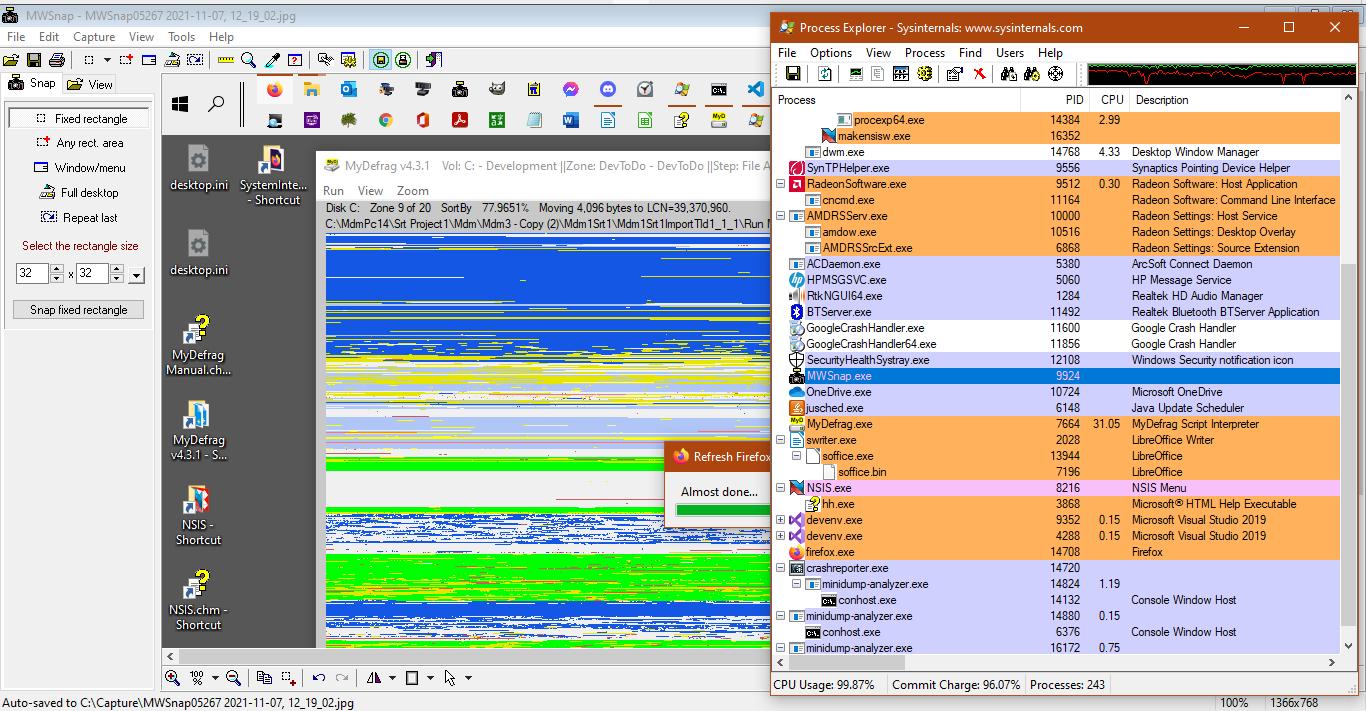 MWSnap - MWSnap05267 2021-11-07, 12_19_02.jpg
File Edit Capture View Tools Help
Snap View
Fixed rectangle
Any rect. area
Window/menu
Full desktop
Repeat last
Select the rectangle size
32 x 32
Snap fixed rectangle
desktop.ini
SystemInte...
- Shortcut
desktop.ini
MyDefrag
Manual.ch...
MyDefrag
v4.3.1 - S...
NSIS -
Shortcut
NSIS.chm -
Shortcut
MyDefrag v4.3.1 Vol: C: - Development ||Zone: DevToDo - DevToDo ||Step: File A
Run View Zoom
Disk C: Zone 9 of 20 SortBy 77.9651% Moving 4,096 bytes to LCN=39,370,960.
C:\MdmPc14\Srt Project1\Mdm\Mdm3 - Copy (2)\Mdm1Srt1\Mdm1Srt1ImportTld1_1_1\Run M
Refresh Firefox
Almost done...
100
%
Auto-saved to C:\Capture\MWSnap05267 2021-11-07, 12_19_02.jpg
100% 1366x768
Process Explorer - Sysinternals: www.sysinternals.com
File Options View Process Find Users Help
Process PID CPU Description
procexp64.exe 14384 2.99
makensisw.exe 16352
dwm.exe 14768 4.33 Desktop Window Manager
SynTPHelper.exe 9556 Synaptics Pointing Device Helper
RadeonSoftware.exe 9512 0.30 Radeon Software: Host Application
cncmd.exe 11164 Radeon Software: Command Line Interface
AMDRSServ.exe 10000 Radeon Settings: Host Service
amdow.exe 10516 Radeon Settings: Desktop Overlay
AMDRSSrcExt.exe 6868 Radeon Settings: Source Extension
ACDaemon.exe 5380 ArcSoft Connect Daemon
HPMSGSVC.exe 5060 HP Message Service
RtkNGUI64.exe 1284 Realtek HD Audio Manager
BTServer.exe 11492 Realtek Bluetooth BTServer Application
GoogleCrashHandler.exe 11600 Google Crash Handler
GoogleCrashHandler64.exe 11856 Google Crash Handler
SecurityHealthSystray.exe 12108 Windows Security notification icon
MWSnap.exe 9924
OneDrive.exe 10724 Microsoft OneDrive
jusched.exe 6148 Java Update Scheduler
MyDefrag.exe 7664 31.05 MyDefrag Script Interpreter
swriter.exe 2028 LibreOffice Writer
soffice.exe 13944 LibreOffice
soffice.bin 7196 LibreOffice
NSIS.exe 8216 NSIS Menu
hh.exe 3868 Microsoft® HTML Help Executable
devenv.exe 9352 0.15 Microsoft Visual Studio 2019
devenv.exe 4288 0.15 Microsoft Visual Studio 2019
firefox.exe 14708 Firefox
crashreporter.exe 14720
minidump-analyzer.exe 14824 1.19
conhost.exe 14132 Console Window Host
minidump-analyzer.exe 14880 0.15
conhost.exe 6376 Console Window Host
minidump-analyzer.exe 16172 0.75
CPU Usage: 99.87% Commit Charge: 96.07% Processes: 243